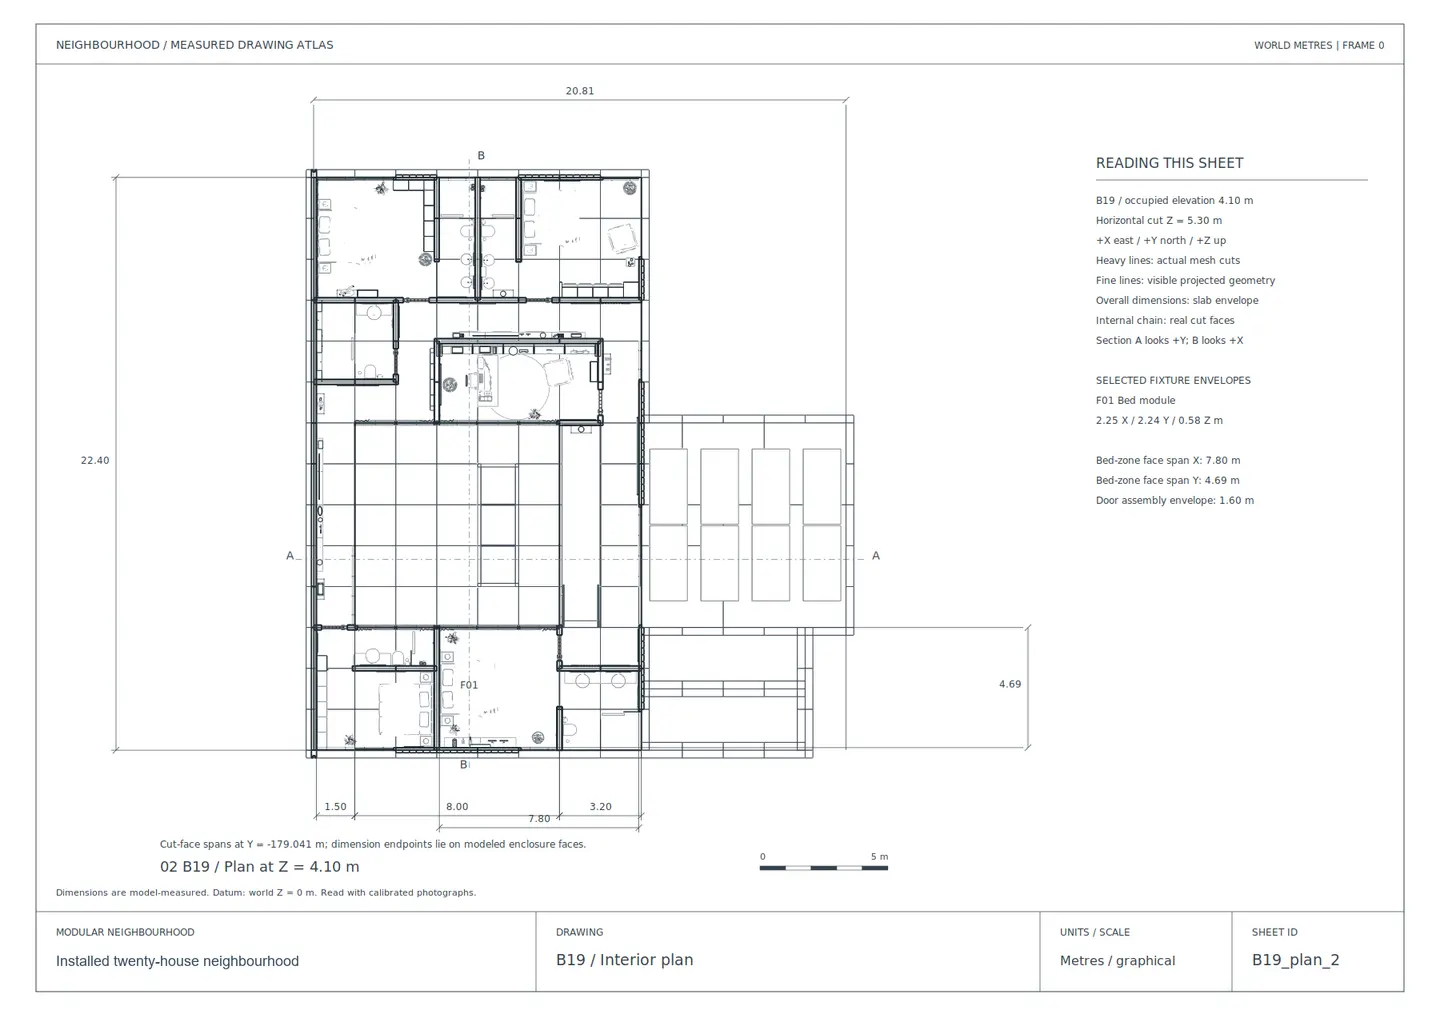 NEIGHBOURHOOD / MEASURED DRAWING ATLAS
WORLD METRES | FRAME 0
20.81
B
READING THIS SHEET
B19 / occupied elevation 4.10 m
Horizontal cut Z = 5.30 m
+X east / +Y north / +Z up
Heavy lines: actual mesh cuts
Fine lines: visible projected geometry
Overall dimensions: slab envelope
Internal chain: real cut faces
Section A looks +Y; B looks +X
SELECTED FIXTURE ENVELOPES
F01 Bed module
2.25 X / 2.24 Y / 0.58 Z m
Bed-zone face span X: 7.80 m
Bed-zone face span Y: 4.69 m
Door assembly envelope: 1.60 m
22.40
A
A
F01
4.69
B
1.50
8.00
3.20
7.80
Cut-face spans at Y = -179.041 m; dimension endpoints lie on modeled enclosure faces.
02 B19 / Plan at Z = 4.10 m
0
5 m
Dimensions are model-measured. Datum: world Z = 0 m. Read with calibrated photographs.
MODULAR NEIGHBOURHOOD
Installed twenty-house neighbourhood
DRAWING
B19 / Interior plan
UNITS / SCALE
Metres / graphical
SHEET ID
B19_plan_2